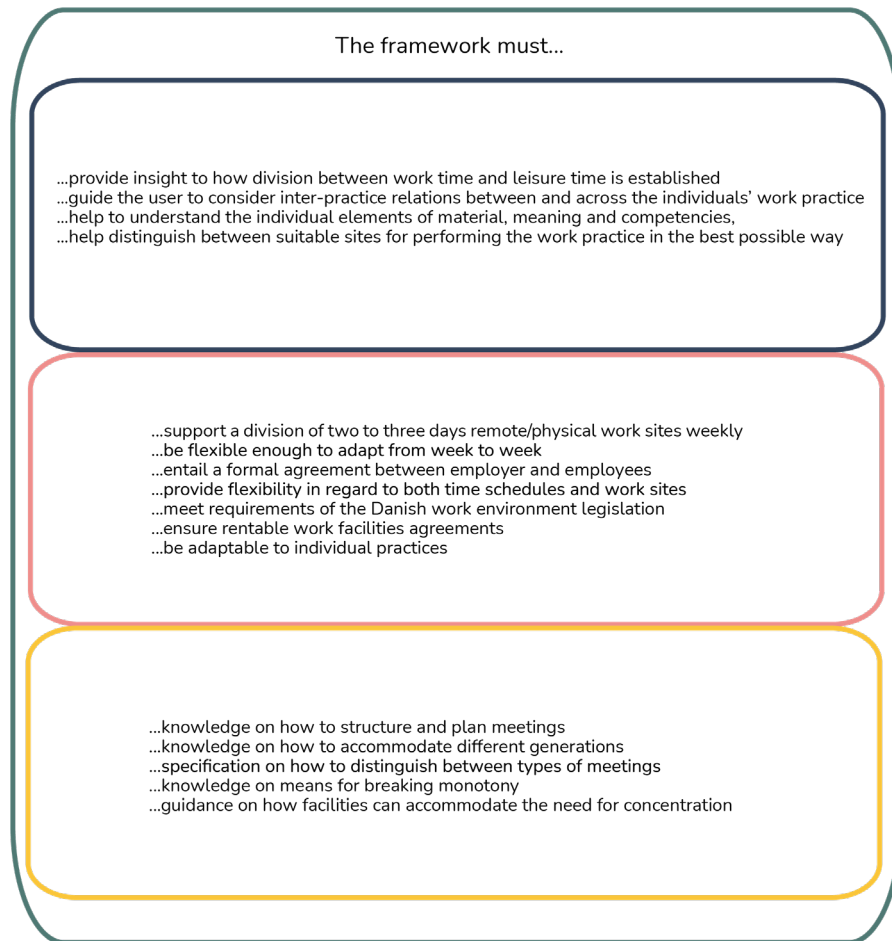 The framework must...
...provide insight to how division between work time and leisure time is established
...guide the user to consider inter-practice relations between and across the individuals’ work practice
...help to understand the individual elements of material, meaning and competencies,
...help distinguish between suitable sites for performing the work practice in the best possible way
...support a division of two to three days remote/physical work sites weekly
...be flexible enough to adapt from week to week
...entail a formal agreement between employer and employees
...provide flexibility in regard to both time schedules and work sites
...meet requirements of the Danish work environment legislation
...ensure rentable work facilities agreements
...be adaptable to individual practices
...knowledge on how to structure and plan meetings
...knowledge on how to accommodate different generations
...specification on how to distinguish between types of meetings
...knowledge on means for breaking monotony
...guidance on how facilities can accommodate the need for concentration